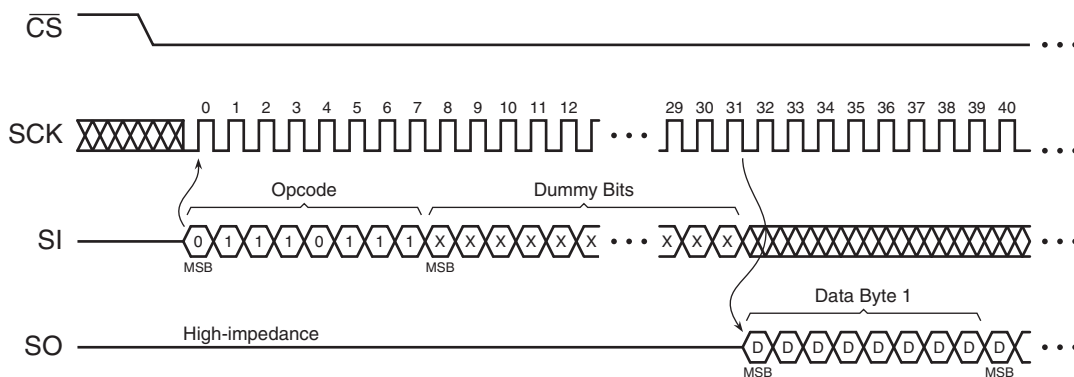 CS
SCK
0 1 2 3 4 5 6 7 8 9 10 11 12 29 30 31 32 33 34 35 36 37 38 39 40
Opcode Dummy Bits
SI 0 1 1 1 0 1 1 1 X X X X X X X X X
MSB MSB
Data Byte 1
SO High-impedance D D D D D D D D D
MSB MSB